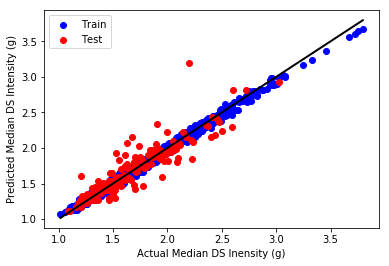 Train
Test
Predicted Median DS Intensity (g)
3.5
3.0
2.5
2.0
1.5
1.0
1.0 1.5 2.0 2.5 3.0 3.5
Actual Median DS Inensity (g)